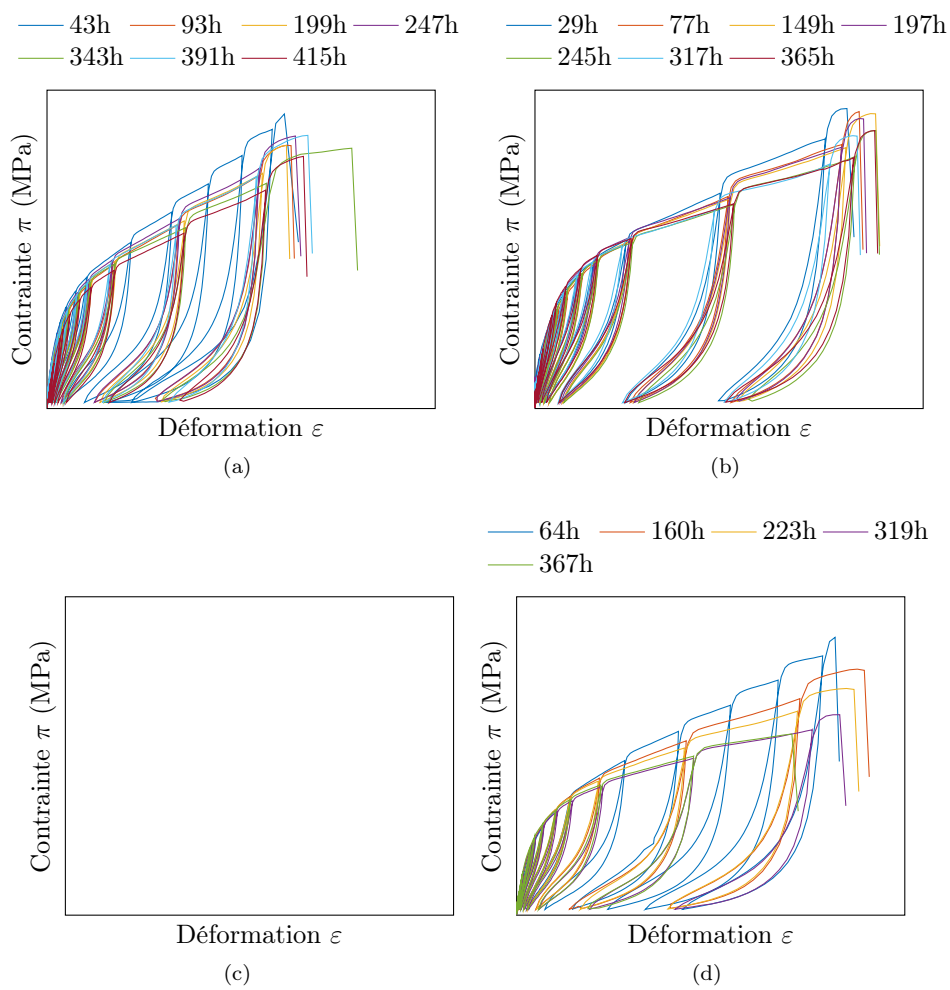 43h 93h 199h 247h
343h 391h 415h
Contrainte π (MPa)
Déformation ε
(a)
29h 77h 149h 197h
245h 317h 365h
Contrainte π (MPa)
Déformation ε
(b)
Contrainte π (MPa)
Déformation ε
(c)
64h 160h 223h 319h
367h
Contrainte π (MPa)
Déformation ε
(d)